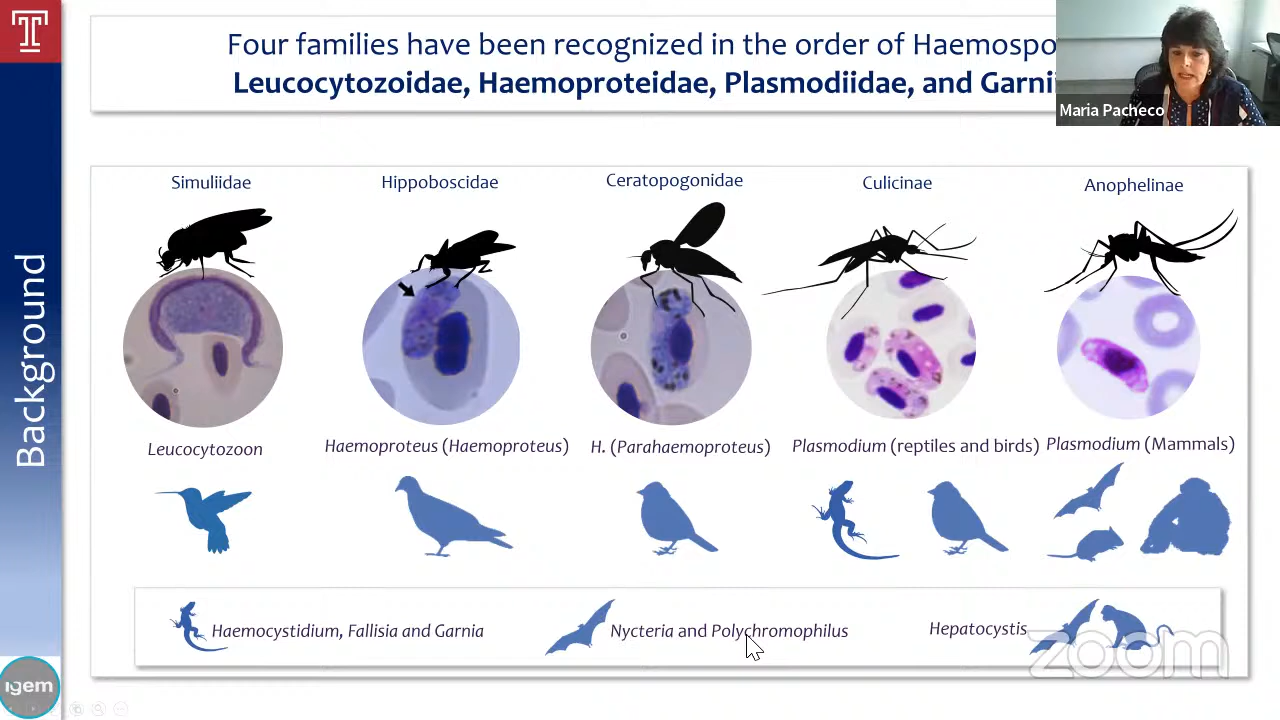 Four families have been recognized in the order of Haemospo
Leucocytozoidae, Haemoproteidae, Plasmodiidae, and Garni
Maria Pacheco
Background
Simuliidae
Hippoboscidae
Ceratopogonidae
Culicinae
Anophelinae
Leucocytozoon
Haemoproteus (Haemoproteus)
H. (Parahaemoproteus)
Plasmodium (reptiles and birds)
Plasmodium (Mammals)
Haemocystidium, Fallisia and Garnia
Nycteria and Polychromophilus
Hepatocystis
zoom
igem